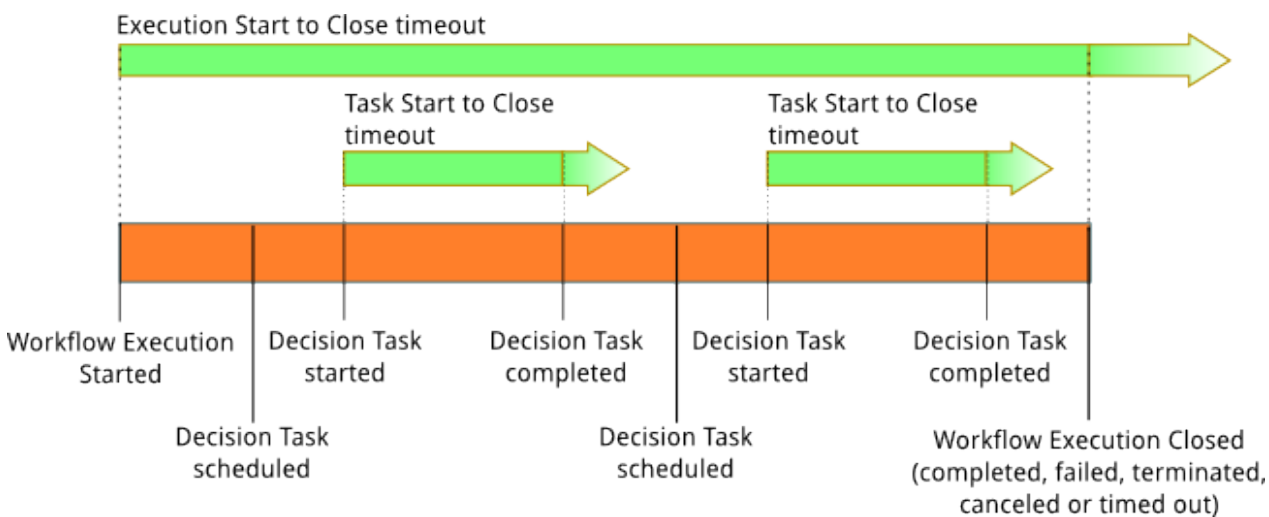 Execution Start to Close timeout
Task Start to Close
timeout
Task Start to Close
timeout
Workflow Execution
Started
Decision Task
scheduled
Decision Task
started
Decision Task
completed
Decision Task
scheduled
Decision Task
started
Decision Task
completed
Workflow Execution Closed
(completed, failed, terminated,
canceled or timed out)